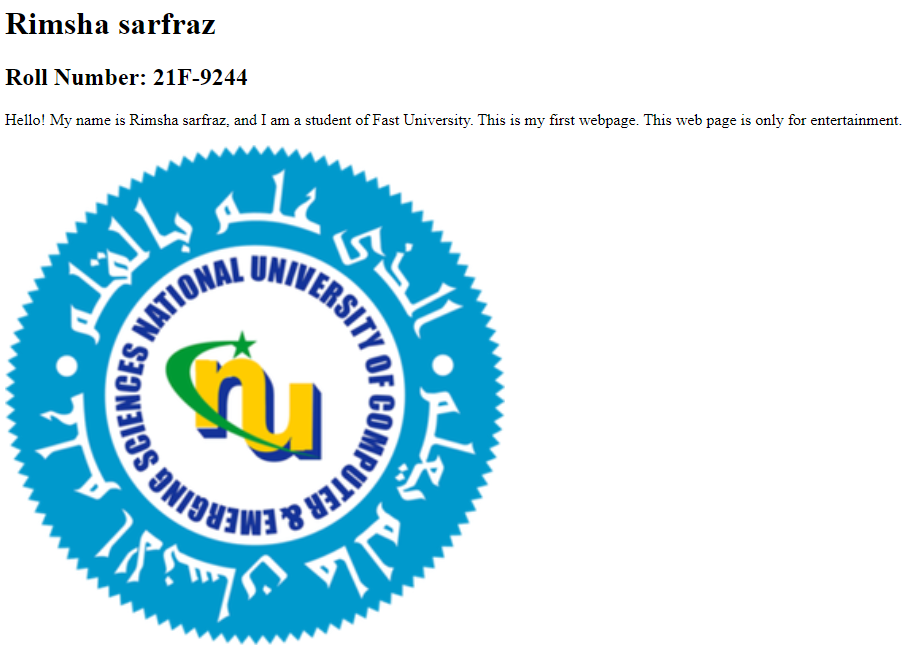 Rimsha sarfraz
Roll Number: 21F-9244
Hello! My name is Rimsha sarfraz, and I am a student of Fast University. This is my first webpage. This web page is only for entertainment.
الذی علم بالقلم
علم الانسان مالم یعلم
NATIONAL UNIVERSITY OF COMPUTER & EMERGING SCIENCES
nu